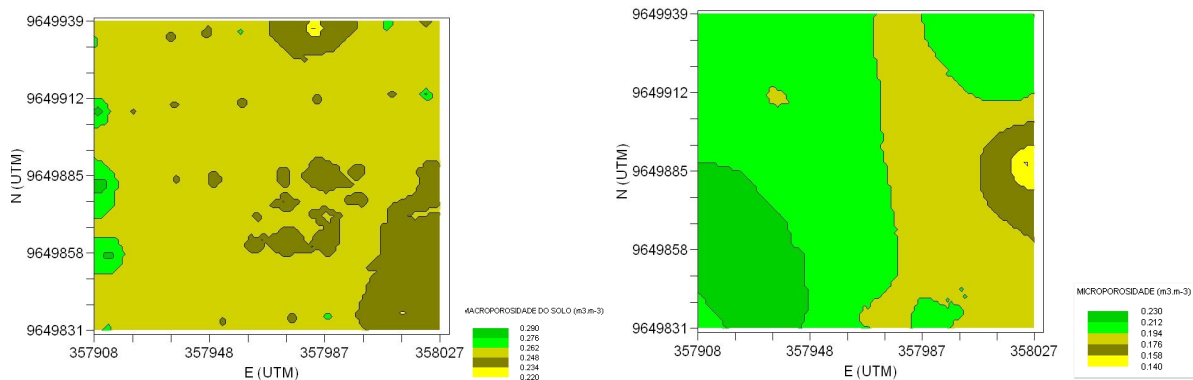 9649939
9649912
9649885
9649858
9649831
N (UTM)
357908 357948 357987 358027
E (UTM)
MACROPOROSIDADE DO SOLO (m3.m-3)
0.290
0.276
0.262
0.248
0.234
0.220
9649939
9649912
9649885
9649858
9649831
N (UTM)
357908 357948 357987 358027
E (UTM)
MICROPOROSIDADE (m3.m-3)
0.230
0.212
0.194
0.176
0.158
0.140